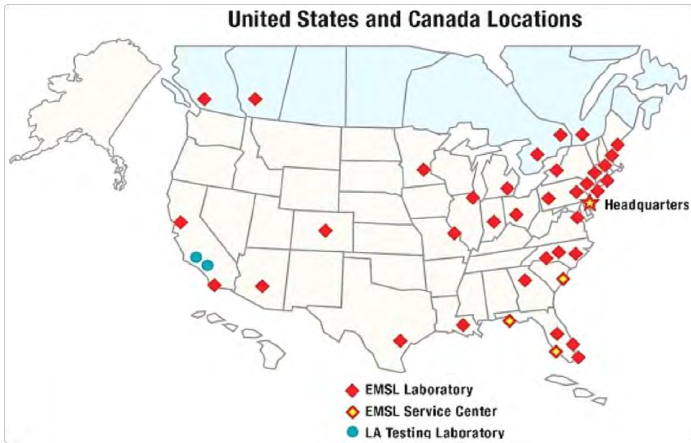 United States and Canada Locations
Headquarters
EMSL Laboratory
EMSL Service Center
LA Testing Laboratory